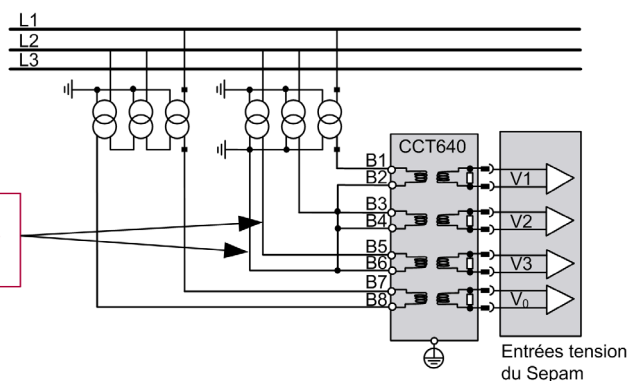 L1
L2
L3
CCT640
B1
B2
B3
B4
B5
B6
B7
B8
V1
V2
V3
V0
Entrées tension
du Sepam